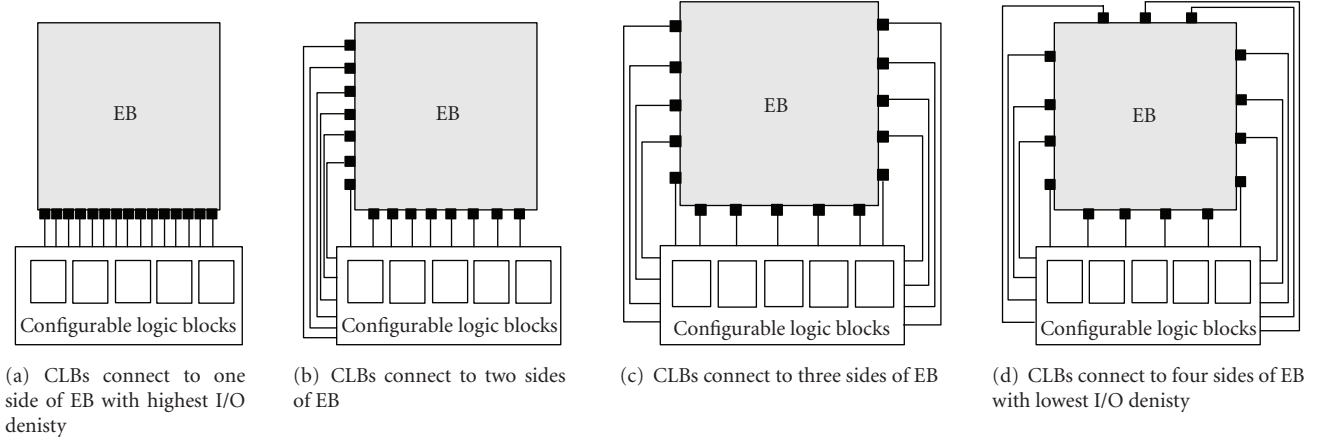 EB
EB
EB
EB
Configurable logic blocks
Configurable logic blocks
Configurable logic blocks
Configurable logic blocks
(a) CLBs connect to one
side of EB with highest I/O
denisty
(b) CLBs connect to two sides
of EB
(c) CLBs connect to three sides of EB
(d) CLBs connect to four sides of EB
with lowest I/O denisty